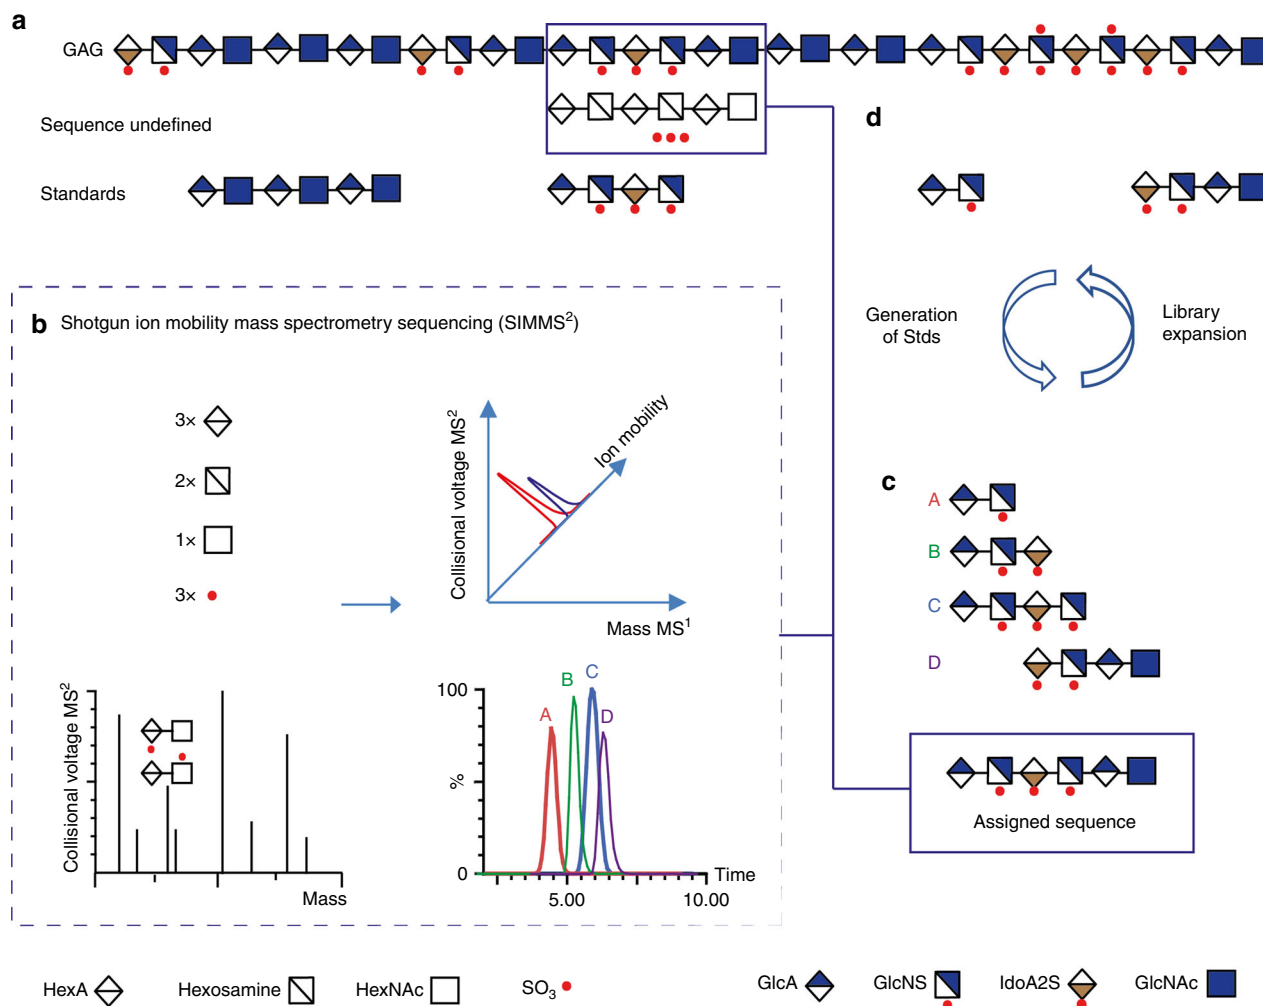 a
GAG
Sequence undefined
Standards
d
Generation
of Stds
Library
expansion
b Shotgun ion mobility mass spectrometry sequencing (SIMMS²)
3×
2×
1×
3×
Collisional voltage MS²
Ion mobility
Mass MS¹
Collisional voltage MS²
Mass
100
%
0
A
B
C
D
5.00
10.00
Time
c
A
B
C
D
Assigned sequence
HexA
Hexosamine
HexNAc
SO₃
GlcA
GlcNS
IdoA2S
GlcNAc